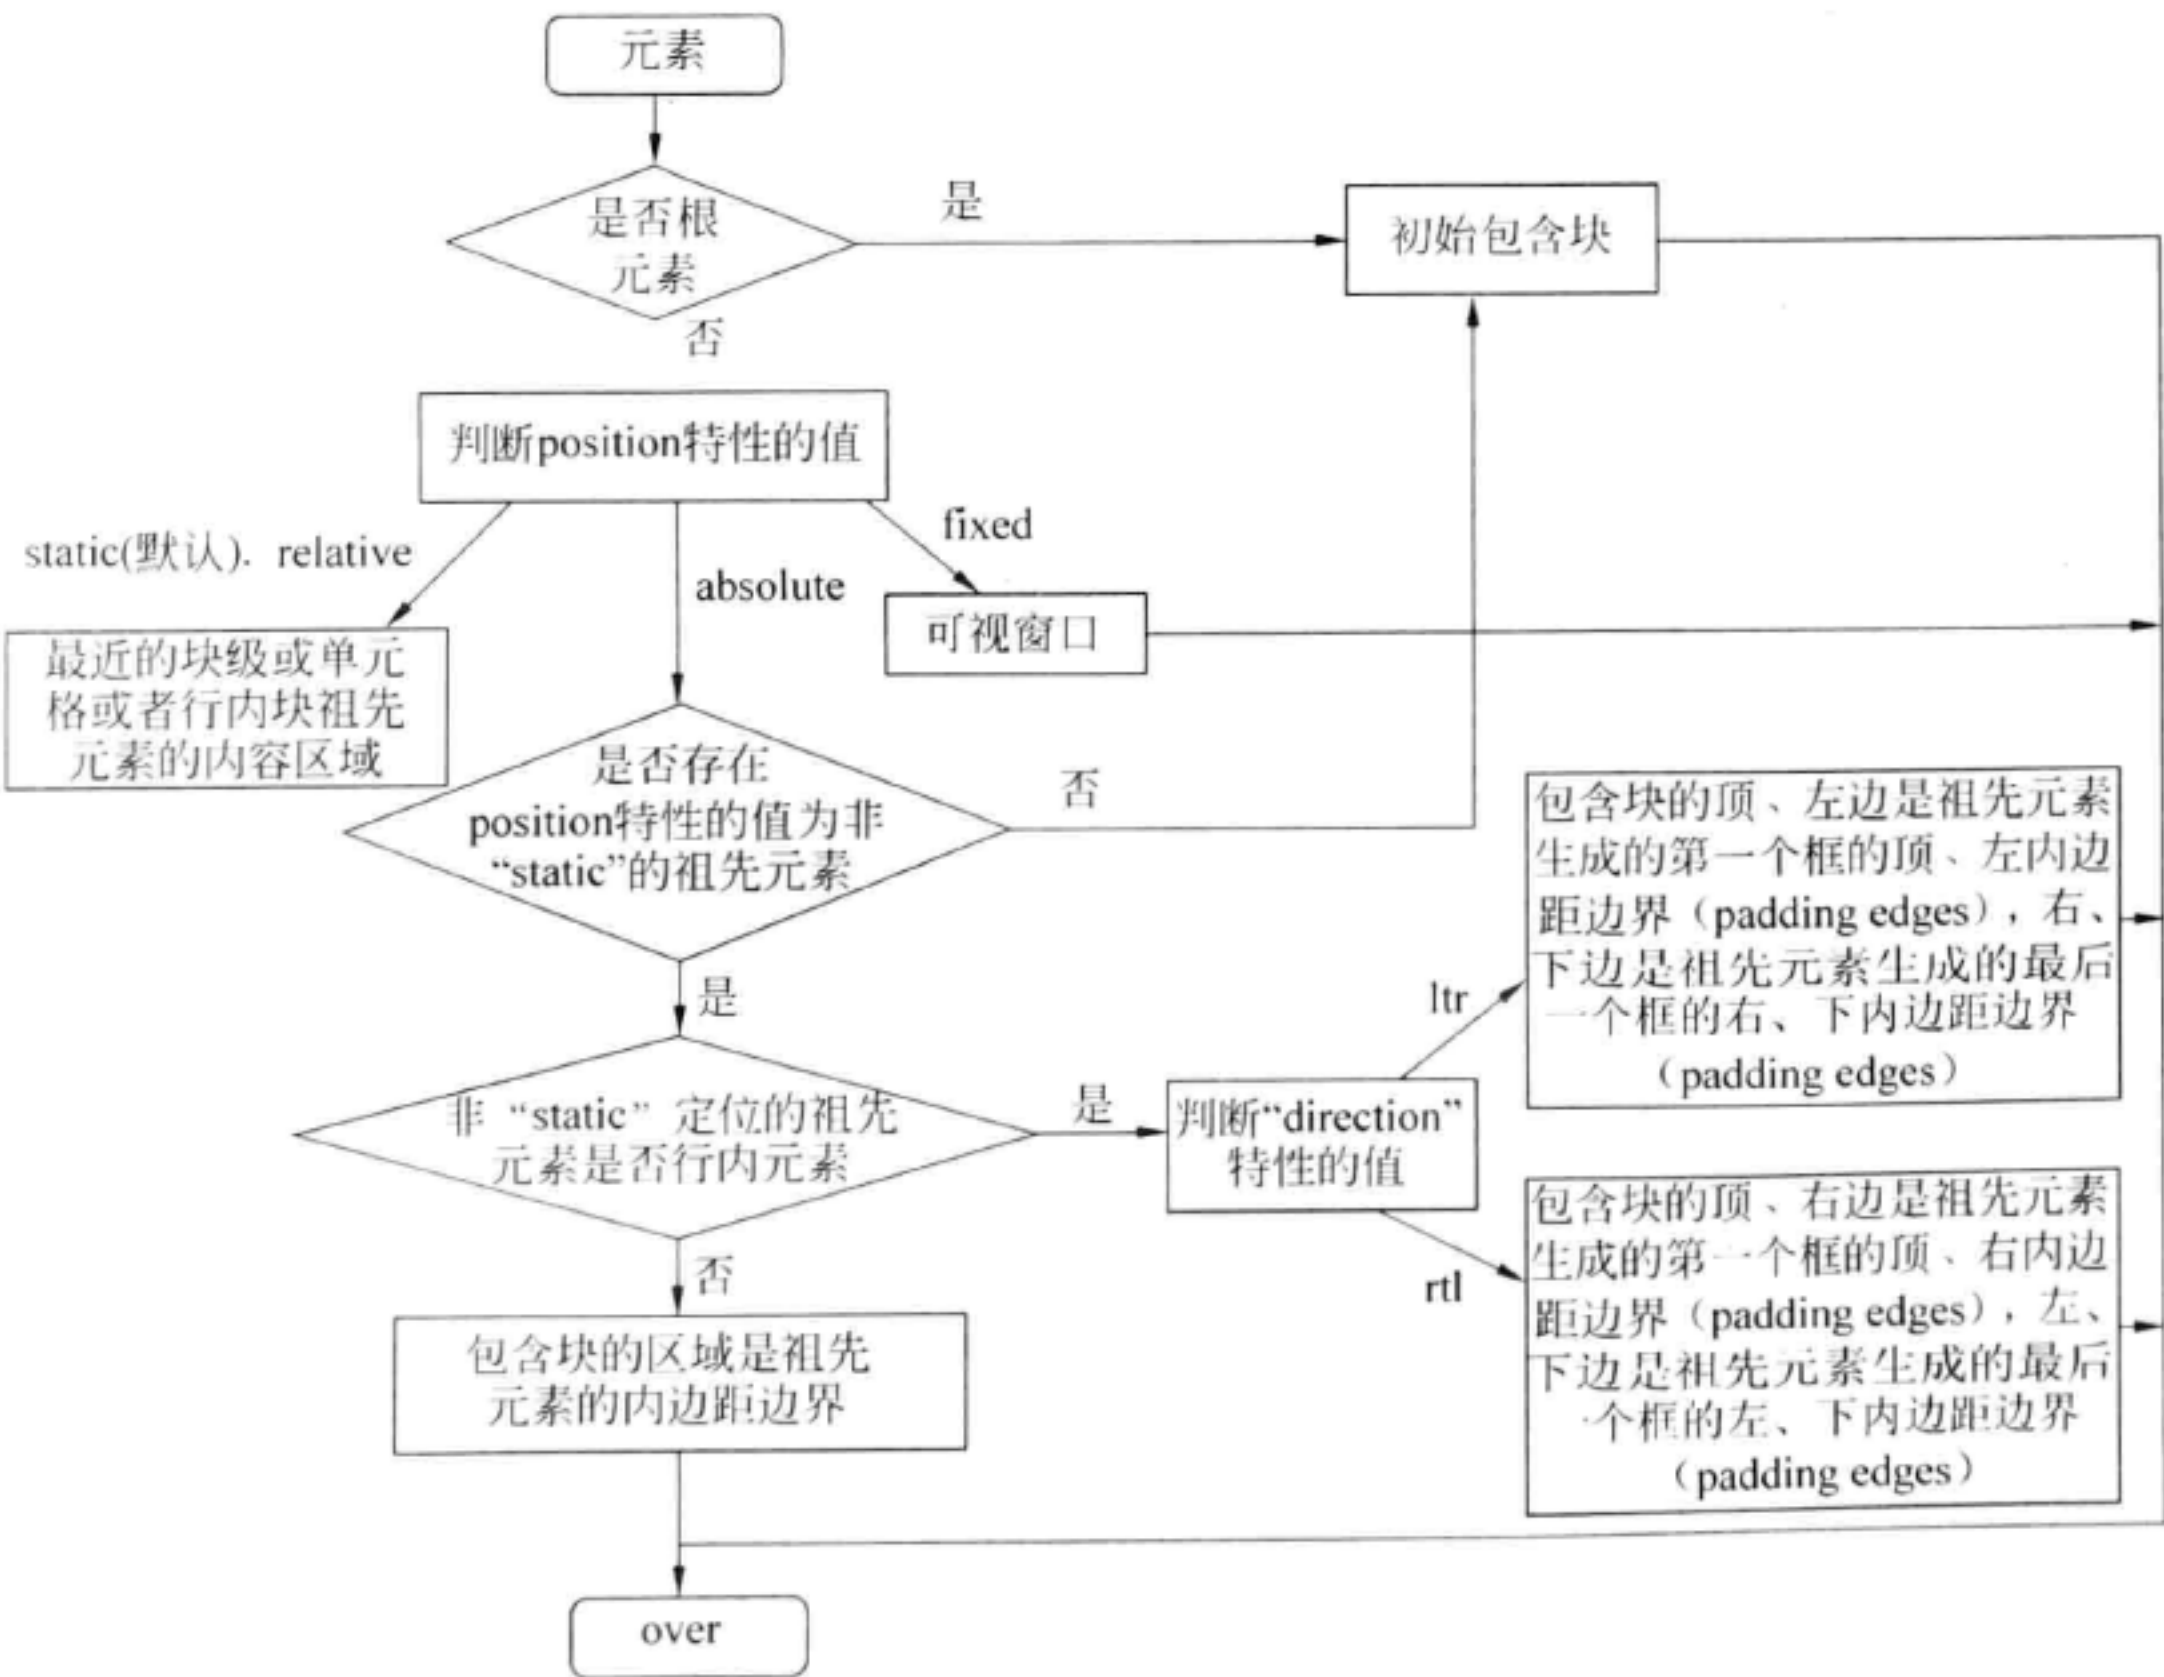 元素
是否根
元素
是
初始包含块
否
判断position特性的值
static(默认). relative
absolute
fixed
可视窗口
最近的块级或单元
格或者行内块祖先
元素的内容区域
是否存在
position特性的值为非
“static”的祖先元素
否
是
非“static”定位的祖先
元素是否行内元素
是
判断“direction”
特性的值
ltr
包含块的顶、左边是祖先元素
生成的第一个框的顶、左内边
距边界（padding edges），右、
下边是祖先元素生成的最后
一个框的右、下内边距边界
（padding edges）
rtl
包含块的顶、右边是祖先元素
生成的第一个框的顶、右内边
距边界（padding edges），左、
下边是祖先元素生成的最后
一个框的左、下内边距边界
（padding edges）
否
包含块的区域是祖先
元素的内边距边界
over